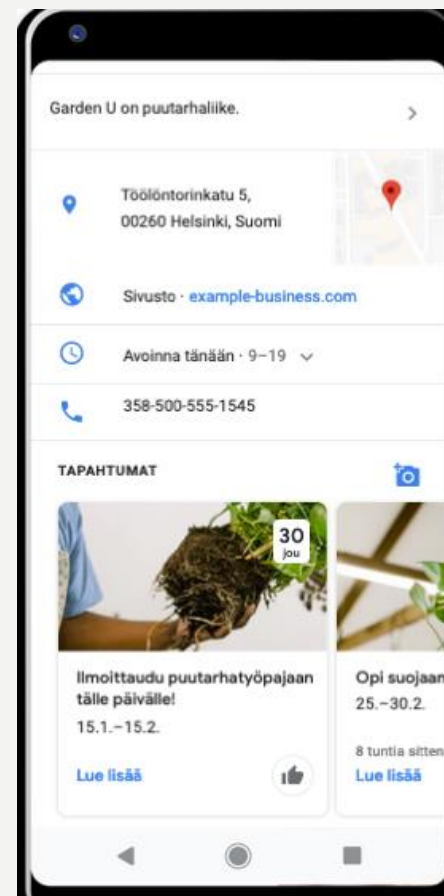 Garden U on puutarhaliike.
Töölöntorinkatu 5,
00260 Helsinki, Suomi
Sivusto · example-business.com
Avoinna tänään · 9–19
358-500-555-1545
TAPAHTUMAT
30
jou
Ilmoittaudu puutarhatyöpajaan
tälle päivälle!
15.1.–15.2.
Lue lisää
Opi suojaan
25.–30.2.
8 tuntia sitten
Lue lisää